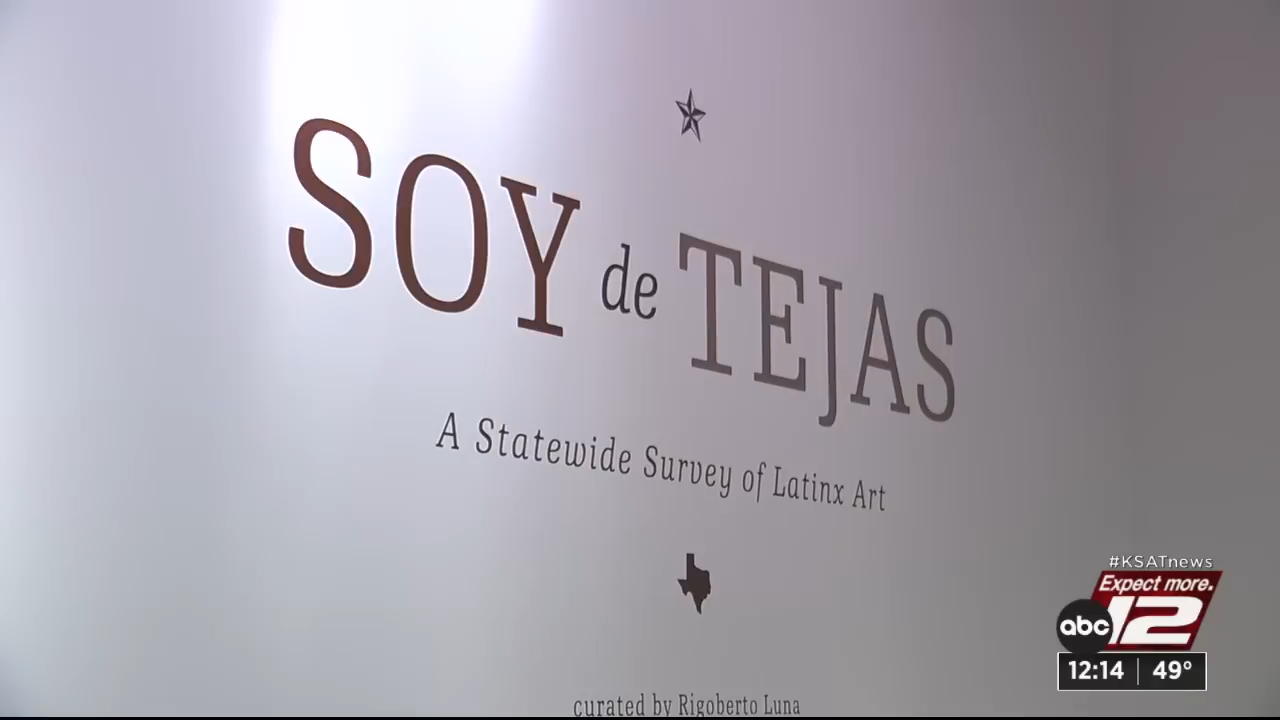 SOY de TEJAS
A Statewide Survey of Latinx Art
curated by Rigoberto Luna
#KSATnews
Expect more.
abc 12
12:14 49°